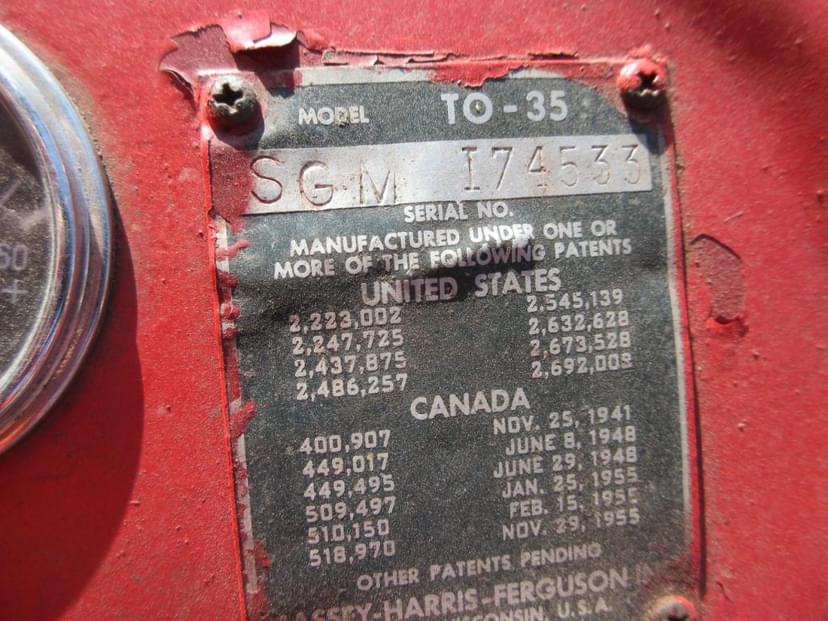 MODEL TO-35
SGM 174533
SERIAL NO.
MANUFACTURED UNDER ONE OR
MORE OF THE FOLLOWING PATENTS
UNITED STATES
2,223,002 2,545,139
2,247,725 2,632,628
2,437,875 2,673,528
2,486,257 2,692,008
CANADA
400,907 NOV. 25, 1941
449,017 JUNE 8, 1948
449,495 JUNE 29, 1948
509,497 JAN. 25, 1955
510,150 FEB. 15, 1955
518,970 NOV. 29, 1955
OTHER PATENTS PENDING
ASSEY-HARRIS-FERGUSON IN
CONSIN, U.S.A.
60
+